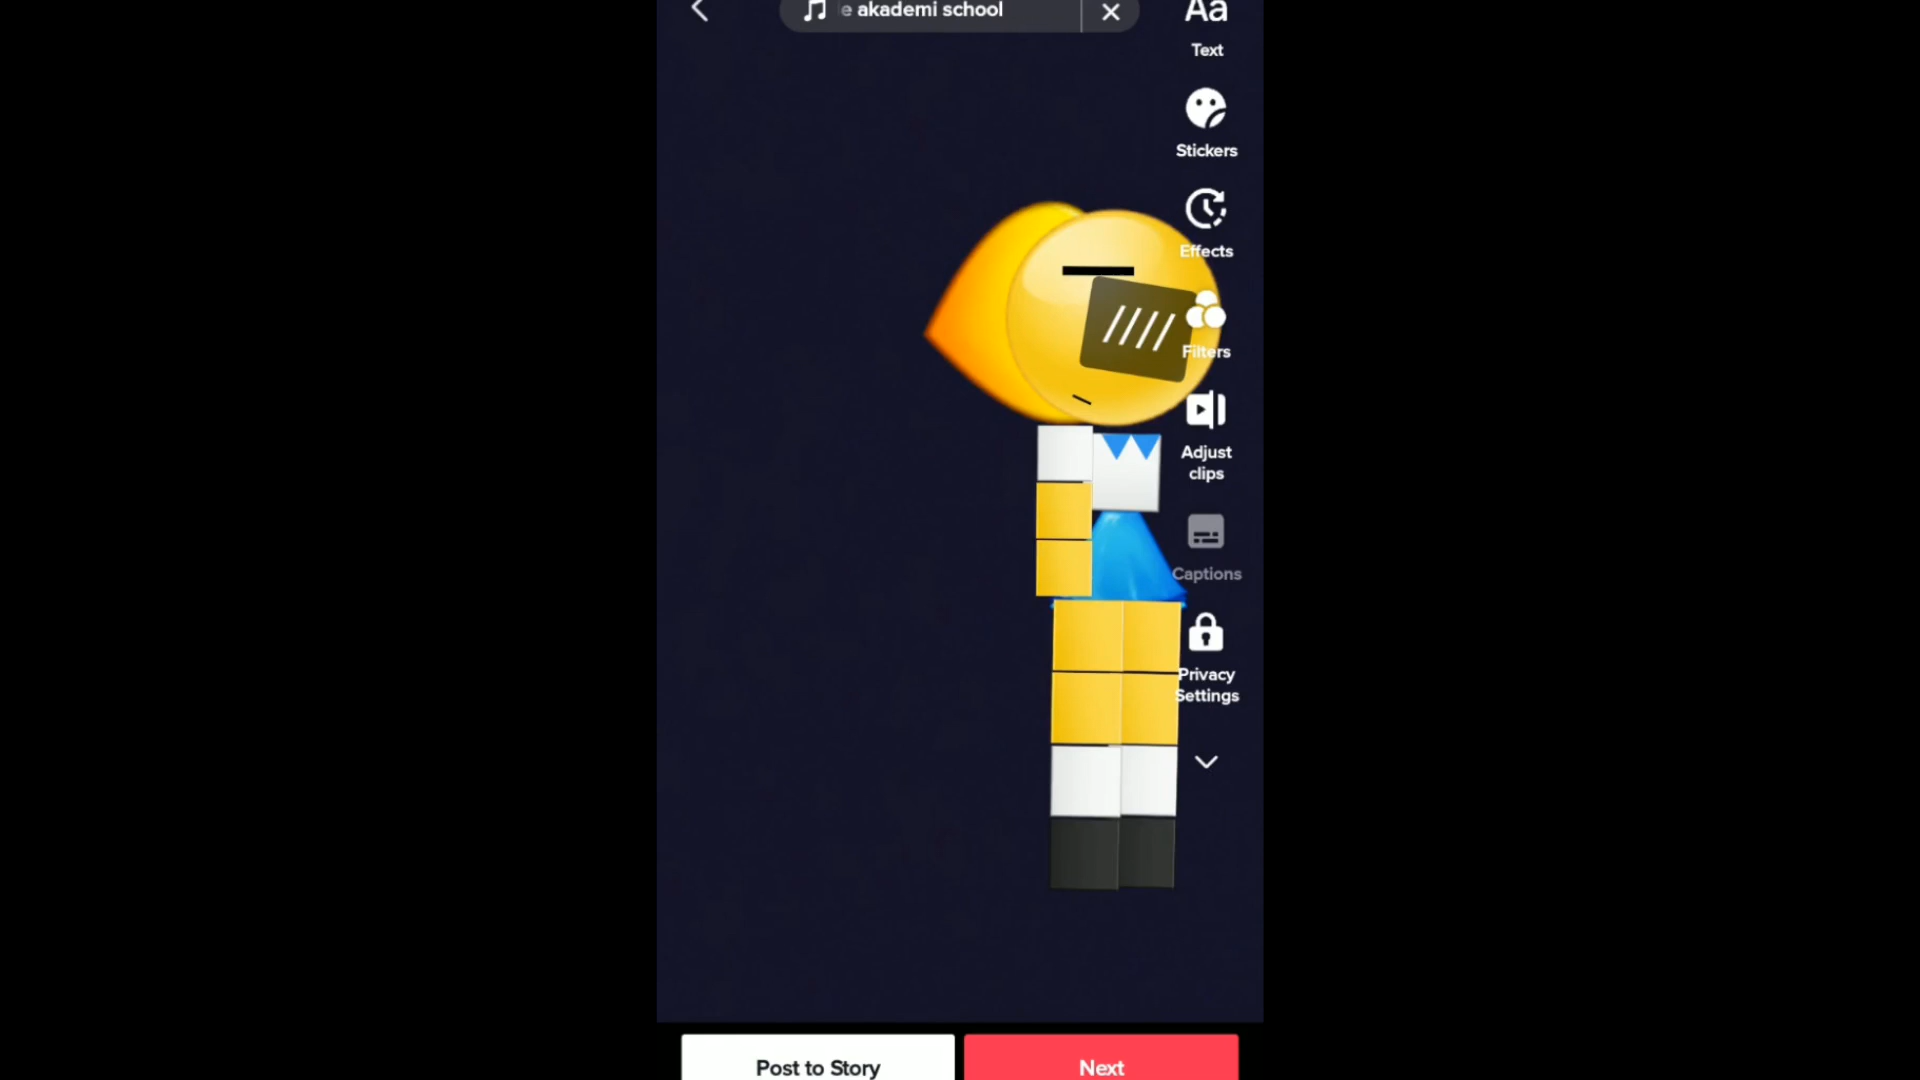 e akademi school
Aa
Text
Stickers
Effects
Filters
Adjust
clips
Captions
Privacy
Settings
////
Post to Story
Next